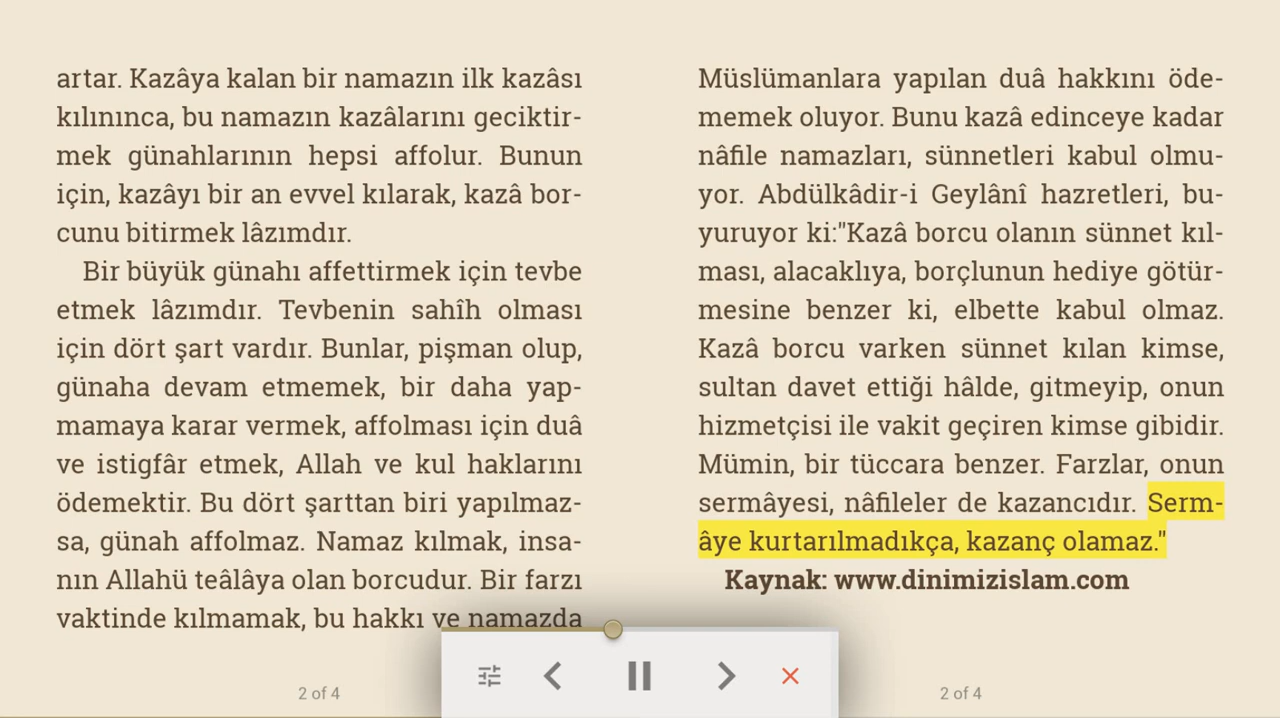 artar. Kazâya kalan bir namazın ilk kazâsı
kılınınca, bu namazın kazâlarını geciktir-
mek günahlarının hepsi affolur. Bunun
için, kazâyı bir an evvel kılarak, kazâ bor-
cunu bitirmek lâzımdır.
Bir büyük günahı affettirmek için tevbe
etmek lâzımdır. Tevbenin sahîh olması
için dört şart vardır. Bunlar, pişman olup,
günaha devam etmemek, bir daha yap-
mamaya karar vermek, affolması için duâ
ve istigfâr etmek, Allah ve kul haklarını
ödemektir. Bu dört şarttan biri yapılmaz-
sa, günah affolmaz. Namaz kılmak, insa-
nın Allahü teâlâya olan borcudur. Bir farzı
vaktinde kılmamak, bu hakkı ve namazda
2 of 4
Müslümanlara yapılan duâ hakkını öde-
memek oluyor. Bunu kazâ edinceye kadar
nâfile namazları, sünnetleri kabul olmu-
yor. Abdülkâdir-i Geylânî hazretleri, bu-
yuruyor ki:"Kazâ borcu olanın sünnet kıl-
ması, alacaklıya, borçlunun hediye götür-
mesine benzer ki, elbette kabul olmaz.
Kazâ borcu varken sünnet kılan kimse,
sultan davet ettiği hâlde, gitmeyip, onun
hizmetçisi ile vakit geçiren kimse gibidir.
Mümin, bir tüccara benzer. Farzlar, onun
sermâyesi, nâfileler de kazancıdır. Serm-
âye kurtarılmadıkça, kazanç olamaz."
Kaynak: www.dinimizislam.com
2 of 4